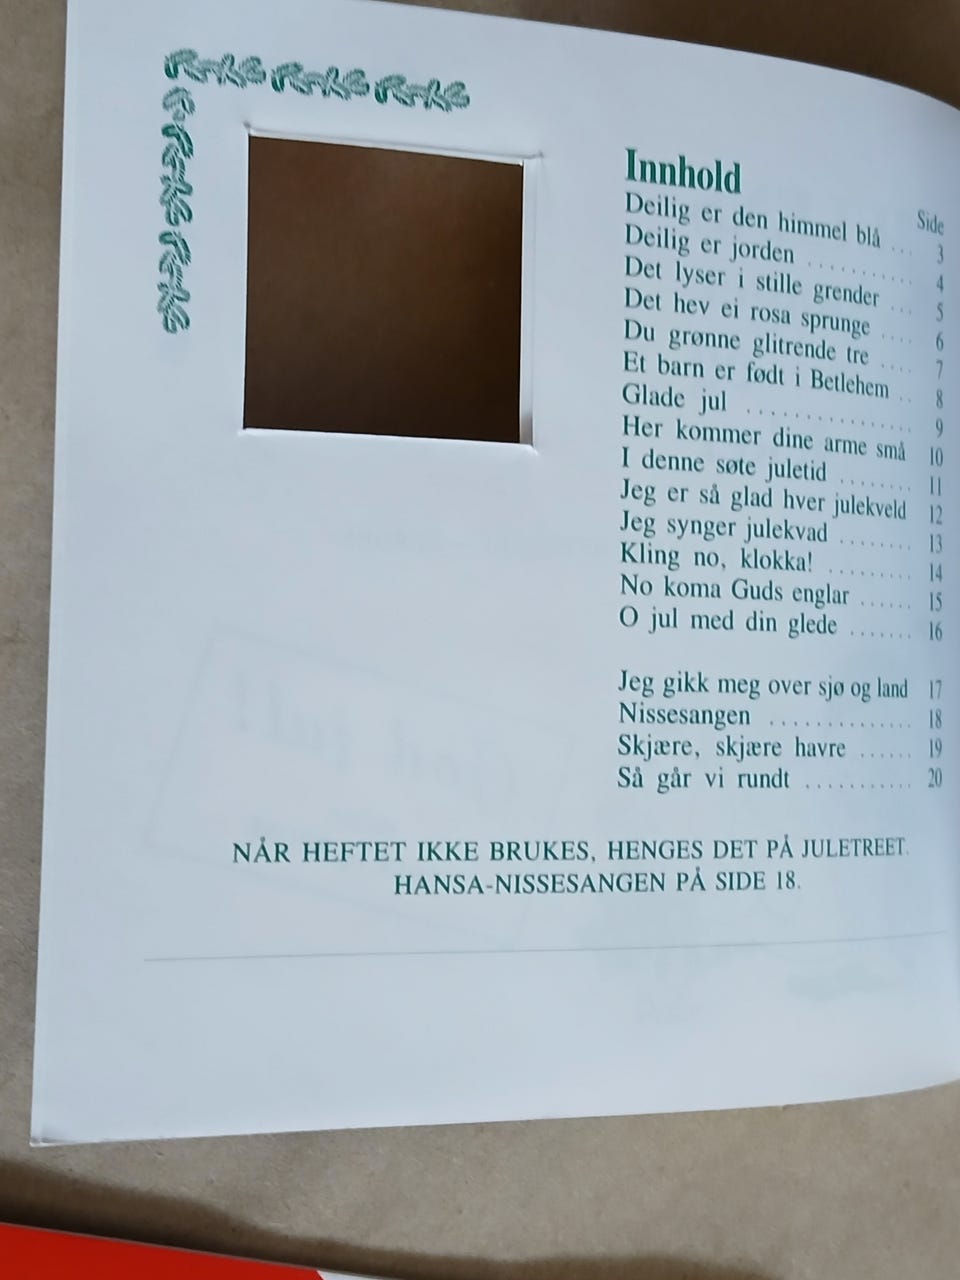 Innhold
Side
Deilig er den himmel blå ... 3
Deilig er jorden ........... 4
Det lyser i stille grender ... 5
Det hev ei rosa sprunge .... 6
Du grønne glitrende tre .... 7
Et barn er født i Betlehem .. 8
Glade jul .............. 9
Her kommer dine arme små 10
I denne søte juletid ........ 11
Jeg er så glad hver julekveld 12
Jeg synger julekvad ........ 13
Kling no, klokka! ......... 14
No koma Guds englar ...... 15
O jul med din glede ....... 16
Jeg gikk meg over sjø og land 17
Nissesangen .............. 18
Skjære, skjære havre ...... 19
Så går vi rundt ........... 20
NÅR HEFTET IKKE BRUKES, HENGES DET PÅ JULETREET.
HANSA-NISSESANGEN PÅ SIDE 18.